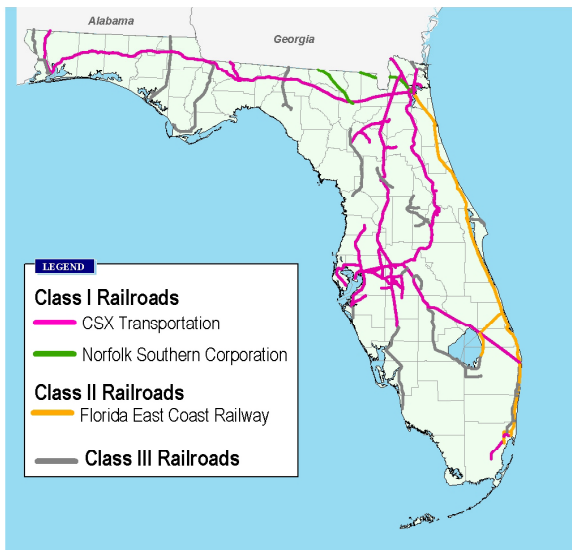 Alabama
Georgia
LEGEND
Class I Railroads
CSX Transportation
Norfolk Southern Corporation
Class II Railroads
Florida East Coast Railway
Class III Railroads